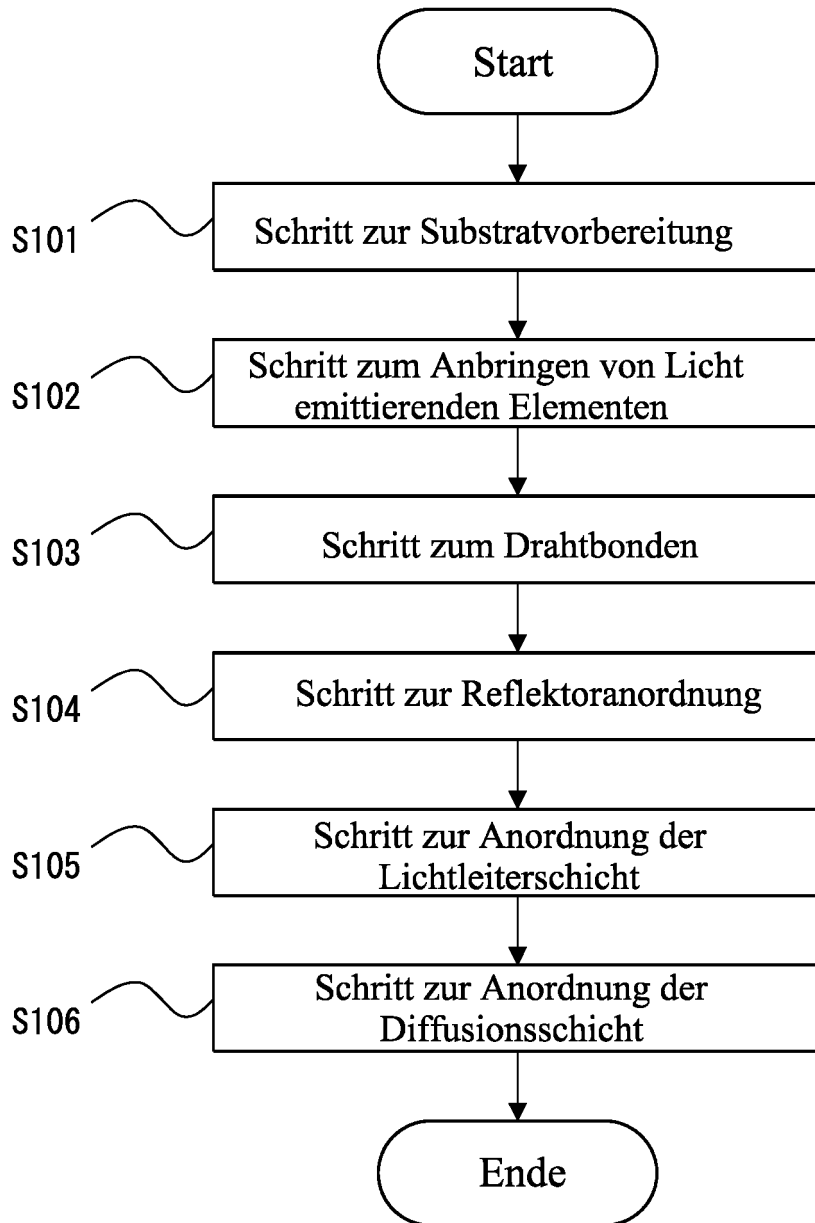 Start
S101
Schritt zur Substratvorbereitung
S102
Schritt zum Anbringen von Licht
emittierenden Elementen
S103
Schritt zum Drahtbonden
S104
Schritt zur Reflektoranordnung
S105
Schritt zur Anordnung der
Lichtleiterschicht
S106
Schritt zur Anordnung der
Diffusionsschicht
Ende